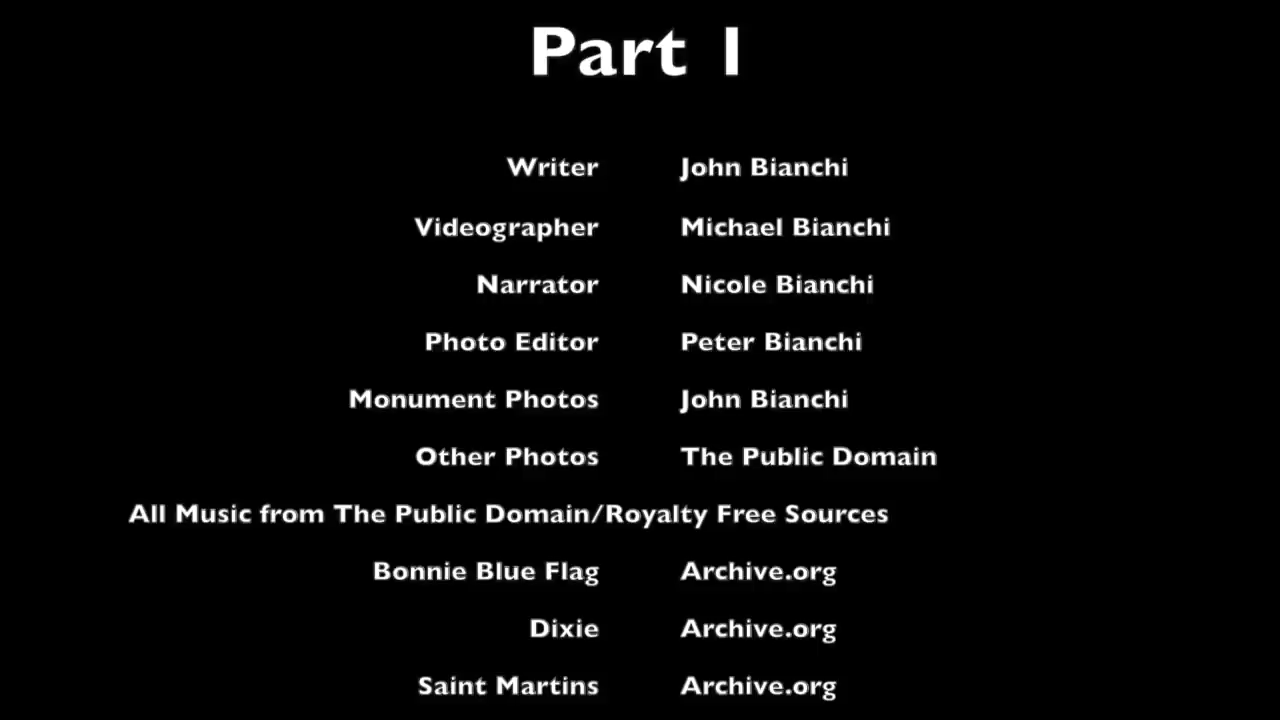 Part 1
Writer John Bianchi
Videographer Michael Bianchi
Narrator Nicole Bianchi
Photo Editor Peter Bianchi
Monument Photos John Bianchi
Other Photos The Public Domain
All Music from The Public Domain/Royalty Free Sources
Bonnie Blue Flag Archive.org
Dixie Archive.org
Saint Martins Archive.org